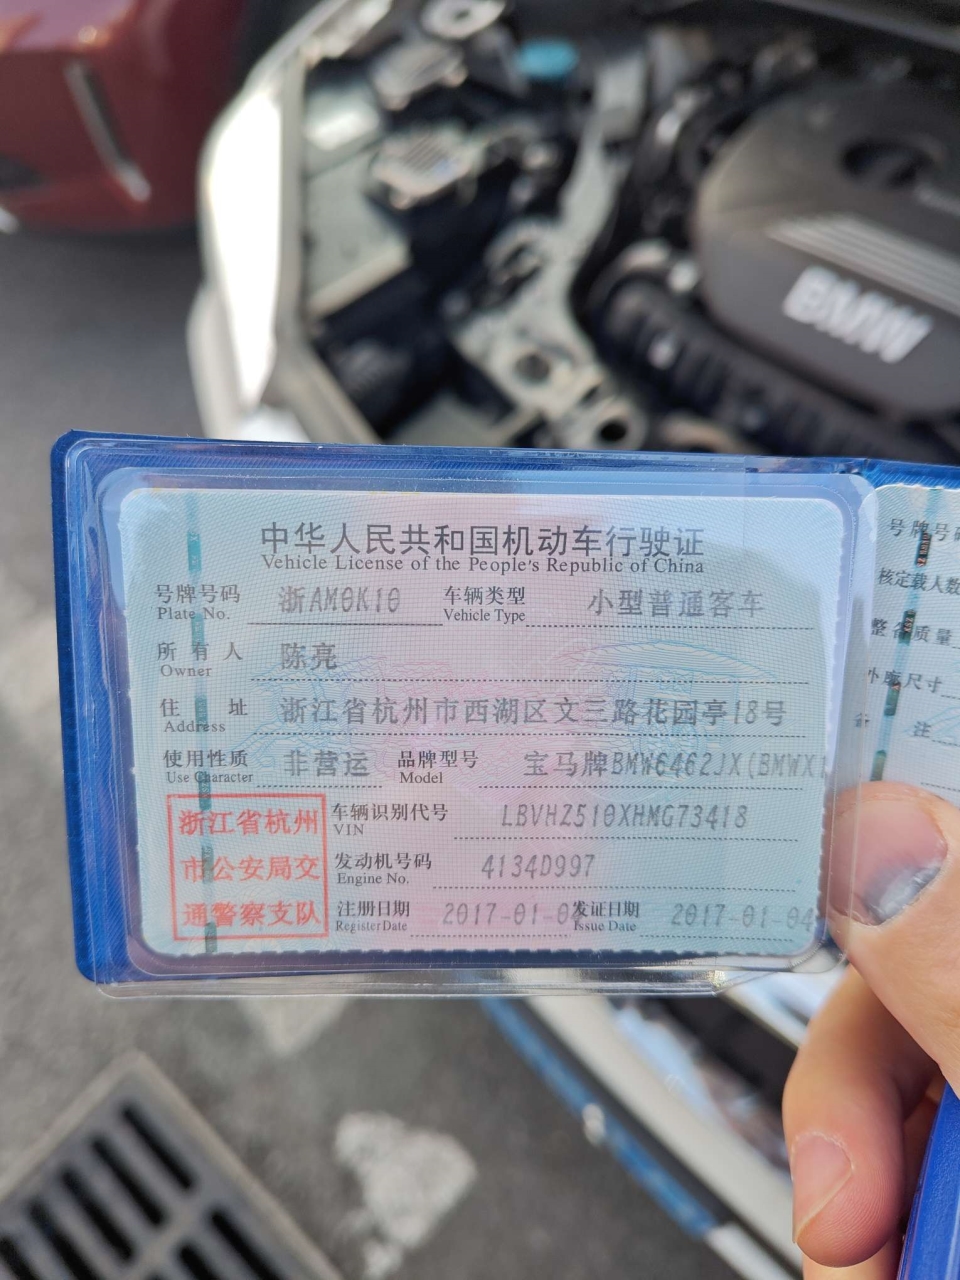 BMW
中华人民共和国机动车行驶证
Vehicle License of the People's Republic of China
号牌号码 浙AM0K10 车辆类型 小型普通客车
Plate No. Vehicle Type
所有人 陈亮
Owner
住址 浙江省杭州市西湖区文三路花园亭18号
Address
使用性质 非营运 品牌型号 宝马牌BMW6462JX(BMWX1
Use Character Model
浙江省杭州
市公安局交
通警察支队
车辆识别代号 LBVHZ510XHMG73418
VIN
发动机号码 4134D997
Engine No.
注册日期 2017-01-04 发证日期 2017-01-04
Register Date Issue Date
号牌号码
核定载人数
整备质量
外廓尺寸
注